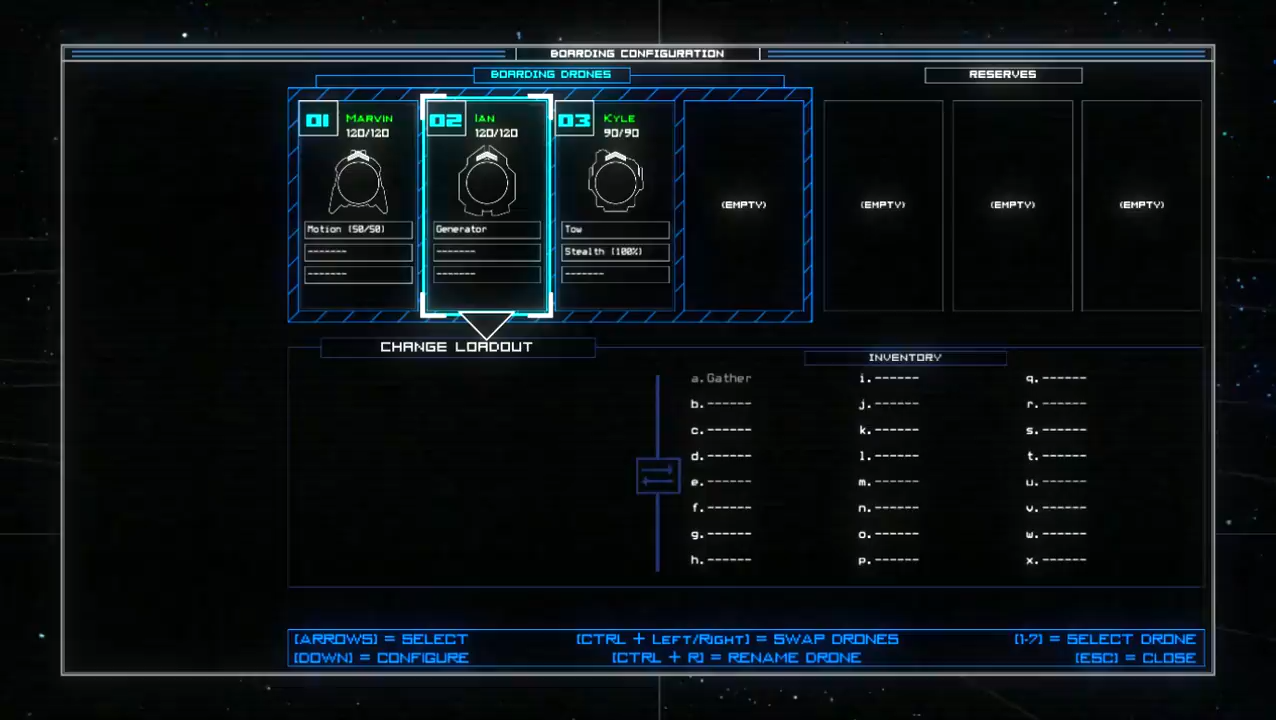 BOARDING CONFIGURATION
BOARDING DRONES
RESERVES
01 MARVIN
120/120
Motion (50/50)
-------
-------
02 IAN
120/120
Generator
-------
-------
03 KYLE
90/90
Tow
Stealth (100%)
-------
(EMPTY)
(EMPTY)
(EMPTY)
(EMPTY)
CHANGE LOADOUT
INVENTORY
a.Gather
b.------
c.------
d.------
e.------
f.------
g.------
h.------
i.------
j.------
k.------
l.------
m.------
n.------
o.------
p.------
q.------
r.------
s.------
t.------
u.------
v.------
w.------
x.------
[ARROWS] = SELECT
[CTRL + LEFT/RIGHT] = SWAP DRONES
[1-7] = SELECT DRONE
[DOWN] = CONFIGURE
[CTRL + R] = RENAME DRONE
[ESC] = CLOSE